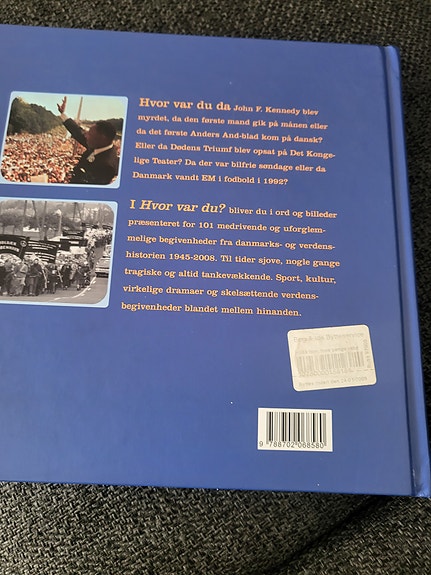 Hvor var du da John F. Kennedy blev
myrdet, da den første mand gik på månen eller
da det første Anders And-blad kom på dansk?
Eller da Dødens Triumf blev opsat på Det Konge-
lige Teater? Da der var bilfrie søndage eller da
Danmark vandt EM i fodbold i 1992?
I Hvor var du? bliver du i ord og billeder
præsenteret for 101 medrivende og uforglem-
melige begivenheder fra danmarks- og verdens-
historien 1945-2008. Til tider sjove, nogle gange
tragiske og altid tankevækkende. Sport, kultur,
virkelige dramaer og skelsættende verdens-
begivenheder blandet mellem hinanden.
9 788702 068580